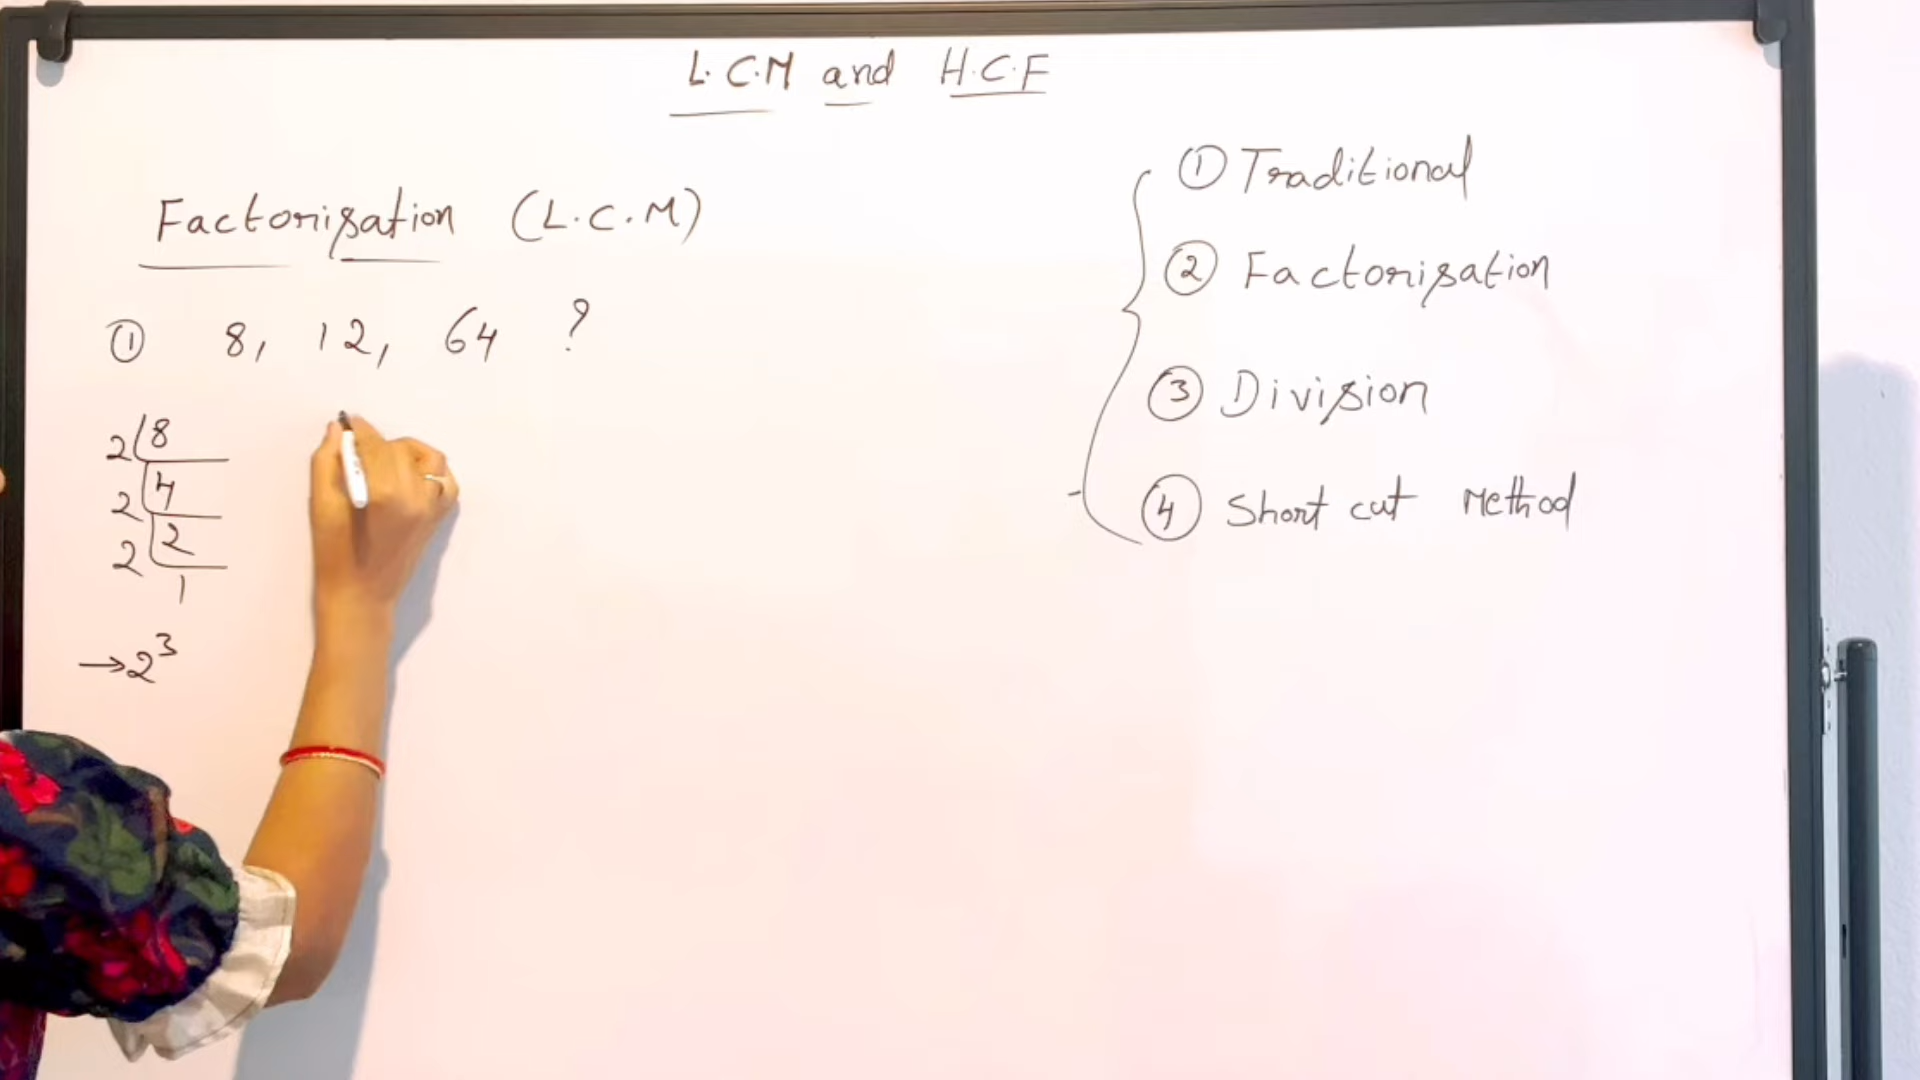 L.C.M and H.C.F
Factorisation (L.C.M)
① 8, 12, 64 ?
2 8
2 4
2 2
1
→ 2³
① Traditional
② Factorisation
③ Division
④ Short cut Method